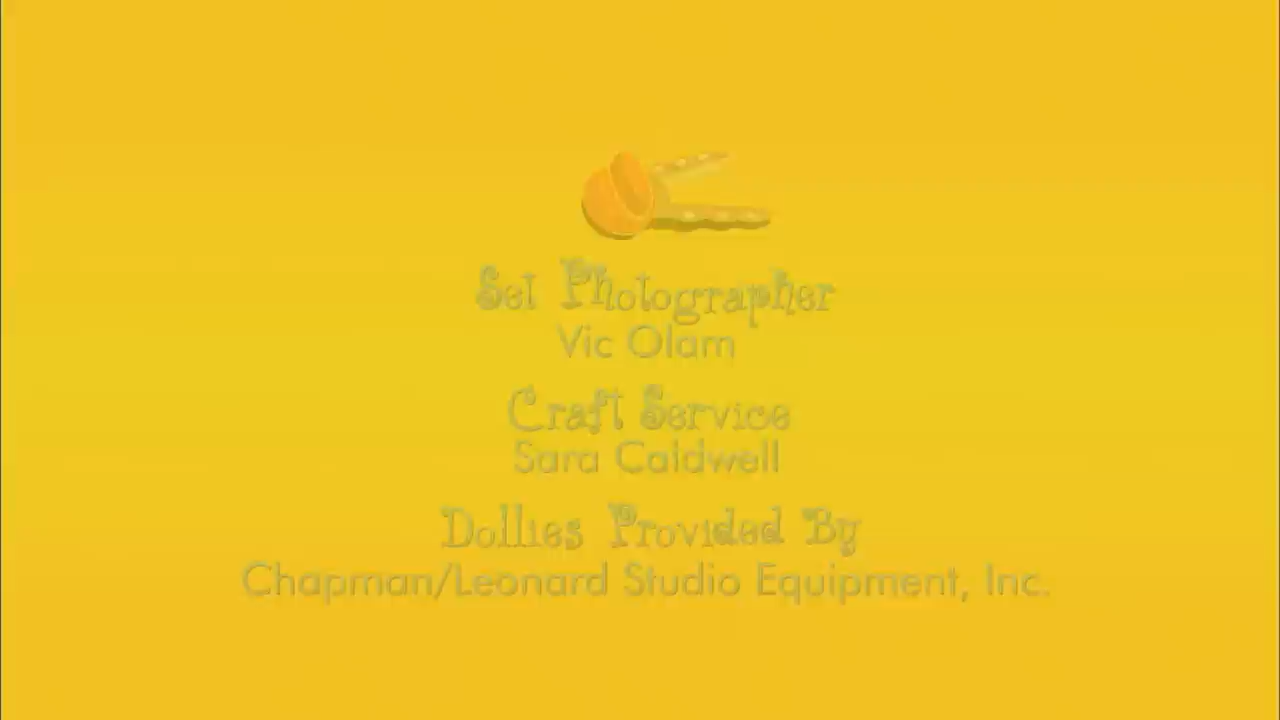 Set Photographer
Vic Olam
Craft Service
Sara Caldwell
Dollies Provided By
Chapman/Leonard Studio Equipment, Inc.